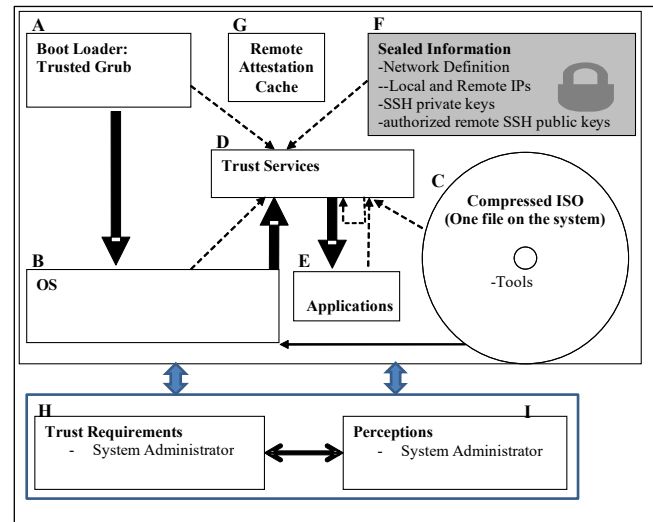 A
Boot Loader:
Trusted Grub
G
Remote
Attestation
Cache
F
Sealed Information
-Network Definition
--Local and Remote IPs
-SSH private keys
-authorized remote SSH public keys
D
Trust Services
C
Compressed ISO
(One file on the system)
-Tools
B
OS
E
Applications
H
Trust Requirements
- System Administrator
I
Perceptions
- System Administrator